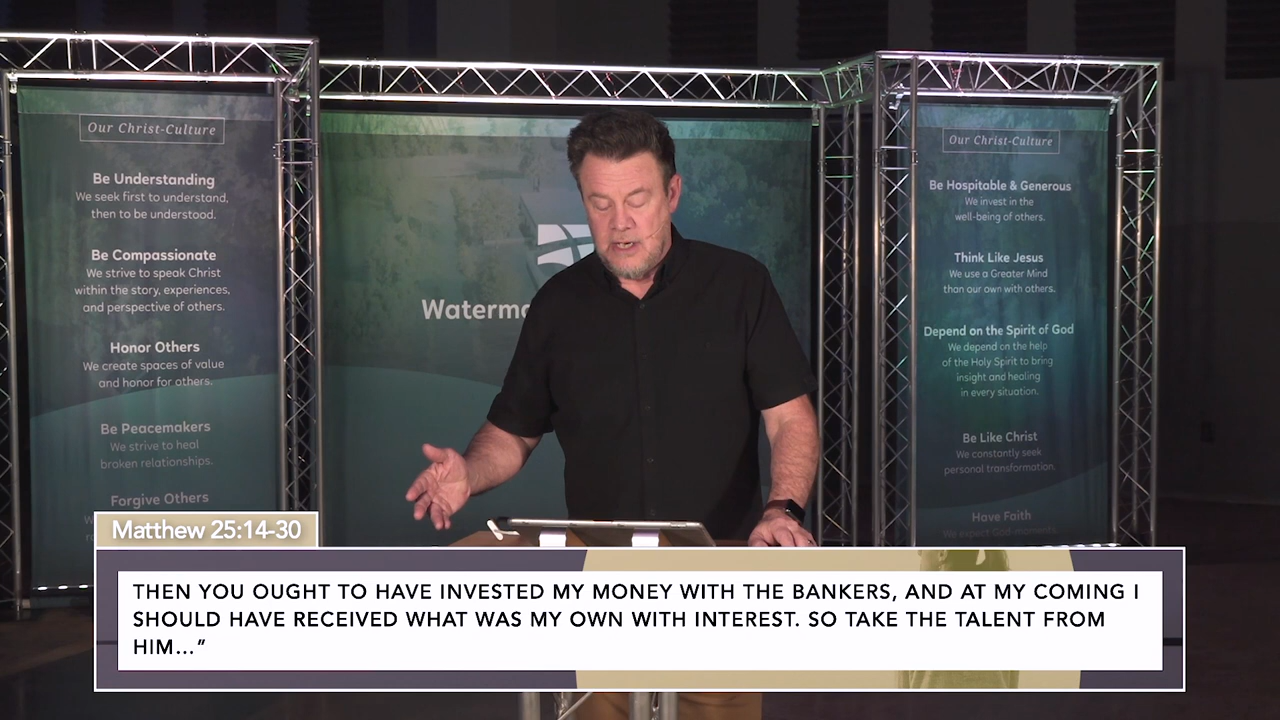 Our Christ-Culture
Be Understanding
We seek first to understand,
then to be understood.
Be Compassionate
We strive to speak Christ
within the story, experiences,
and perspective of others.
Honor Others
We create spaces of value
and honor for others.
Be Peacemakers
We strive to heal
broken relationships.
Forgive Others
Our Christ-Culture
Be Hospitable & Generous
We invest in the
well-being of others.
Think Like Jesus
We use a Greater Mind
than our own with others.
Depend on the Spirit of God
We depend on the help
of the Holy Spirit to bring
insight and healing
in every situation.
Be Like Christ
We constantly seek
personal transformation.
Have Faith
We expect God-moments.
Matthew 25:14-30
THEN YOU OUGHT TO HAVE INVESTED MY MONEY WITH THE BANKERS, AND AT MY COMING I
SHOULD HAVE RECEIVED WHAT WAS MY OWN WITH INTEREST. SO TAKE THE TALENT FROM
HIM…”